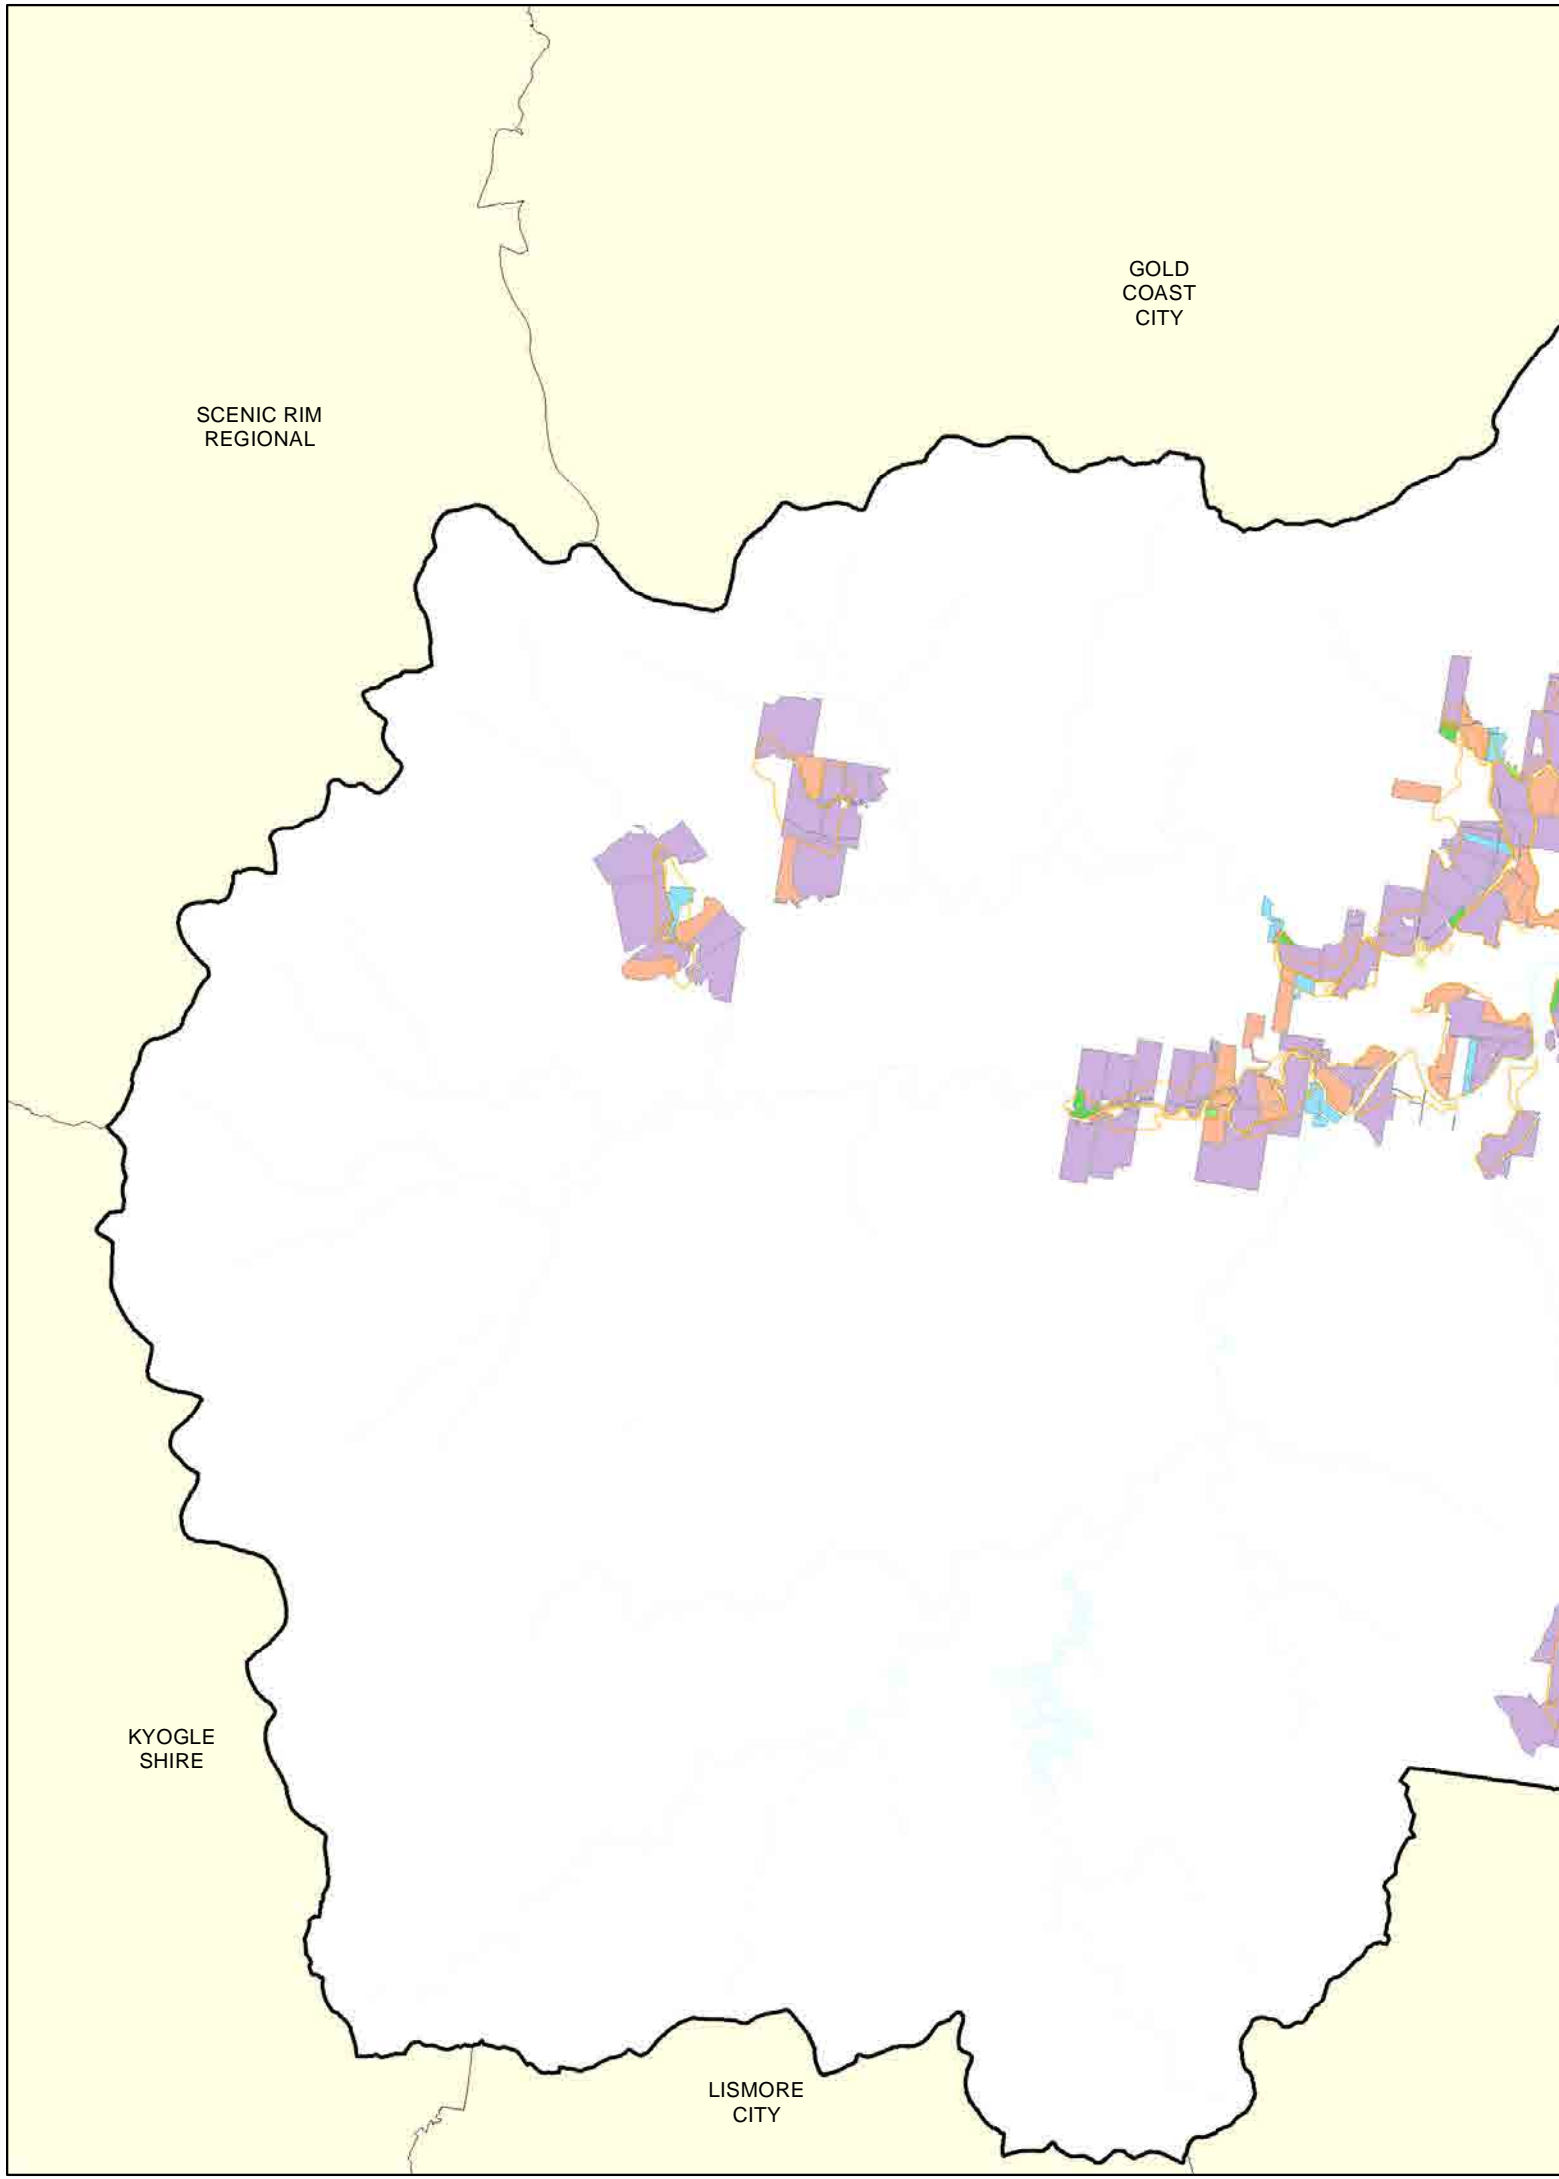 GOLD
COAST
CITY
SCENIC RIM
REGIONAL
KYOGLE
SHIRE
LISMORE
CITY